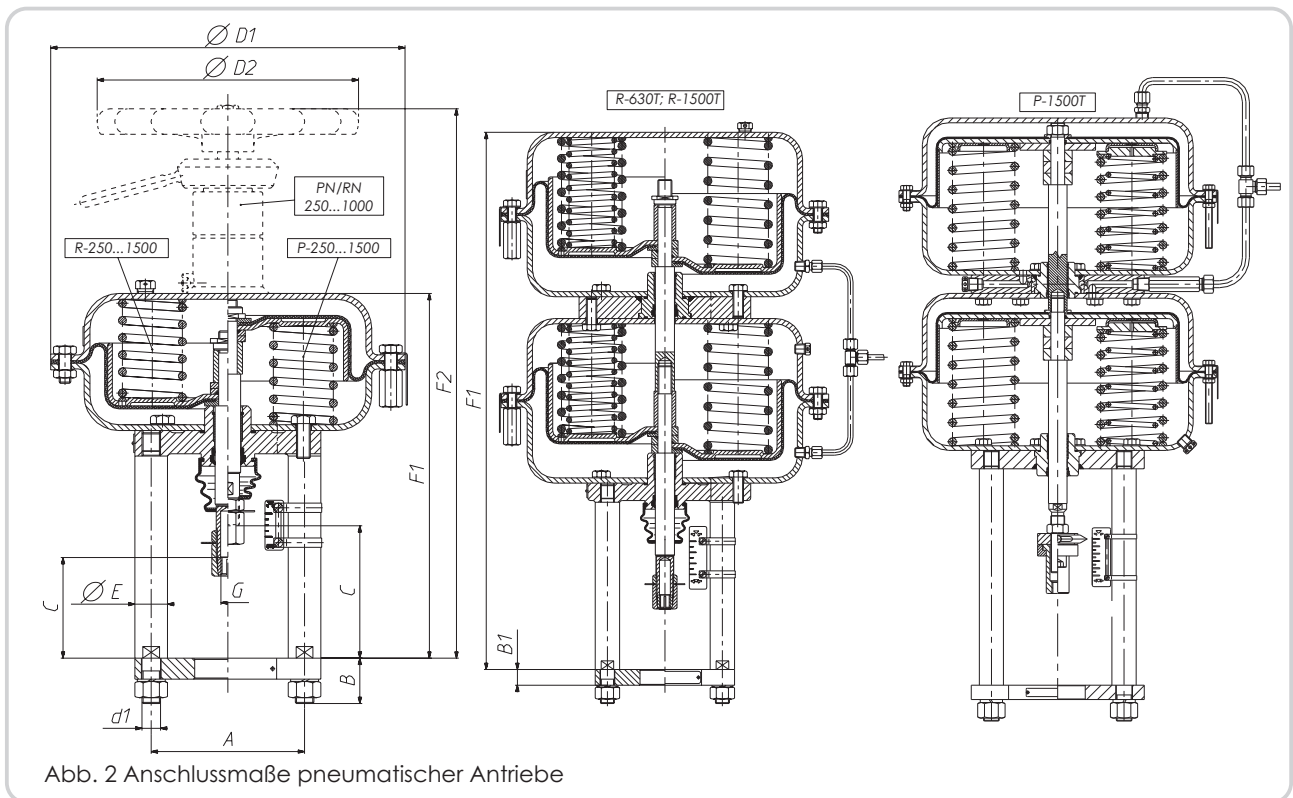 Ø D1
Ø D2
R-630T; R-1500T
P-1500T
PN/RN
250...1000
R-250...1500
P-250...1500
F2
F1
F1
C
Ø E
G
C
B1
B
d1
A
Abb. 2 Anschlussmaße pneumatischer Antriebe